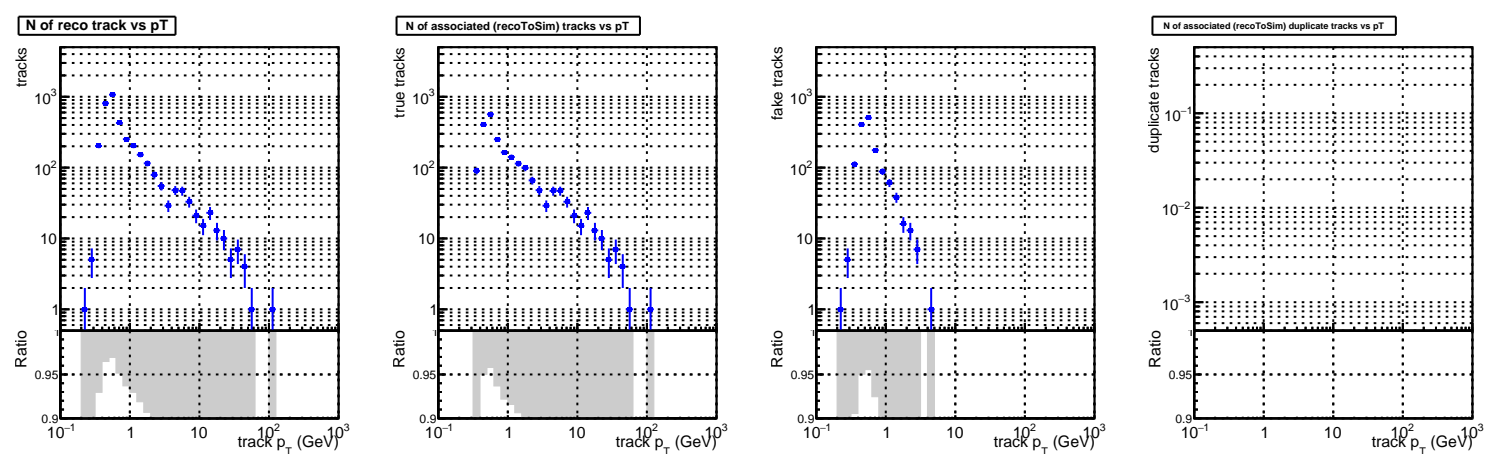 N of reco track vs pT
tracks
10³
10²
10
1
Ratio
1
0.95
0.9
10⁻¹ 1 10 10² 10³
track p_T (GeV)
N of associated (recoToSim) tracks vs pT
true tracks
10³
10²
10
1
Ratio
1
0.95
0.9
10⁻¹ 1 10 10² 10³
track p_T (GeV)
fake tracks
10³
10²
10
1
Ratio
1
0.95
0.9
10⁻¹ 1 10 10² 10³
track p_T (GeV)
N of associated (recoToSim) duplicate tracks vs pT
duplicate tracks
10⁻¹
10⁻²
10⁻³
Ratio
1
0.95
0.9
10⁻¹ 1 10 10² 10³
track p_T (GeV)